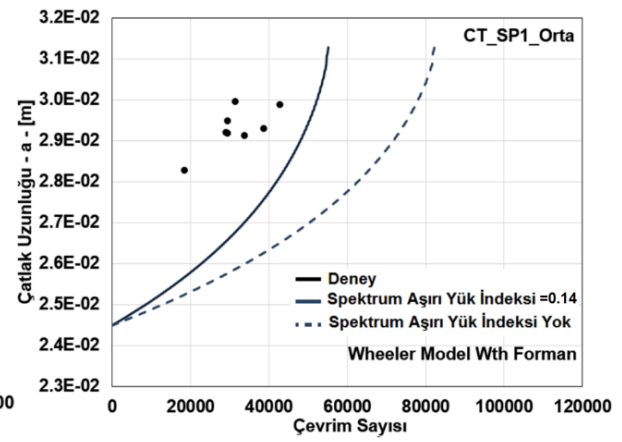 3.2E-02
CT_SP1_Orta
3.1E-02
3.0E-02
2.9E-02
2.8E-02
2.7E-02
2.6E-02
2.5E-02
2.4E-02
2.3E-02
Çatlak Uzunluğu - a - [m]
Deney
Spektrum Aşırı Yük İndeksi =0.14
Spektrum Aşırı Yük İndeksi Yok
Wheeler Model Wth Forman
00
0 20000 40000 60000 80000 100000 120000
Çevrim Sayısı